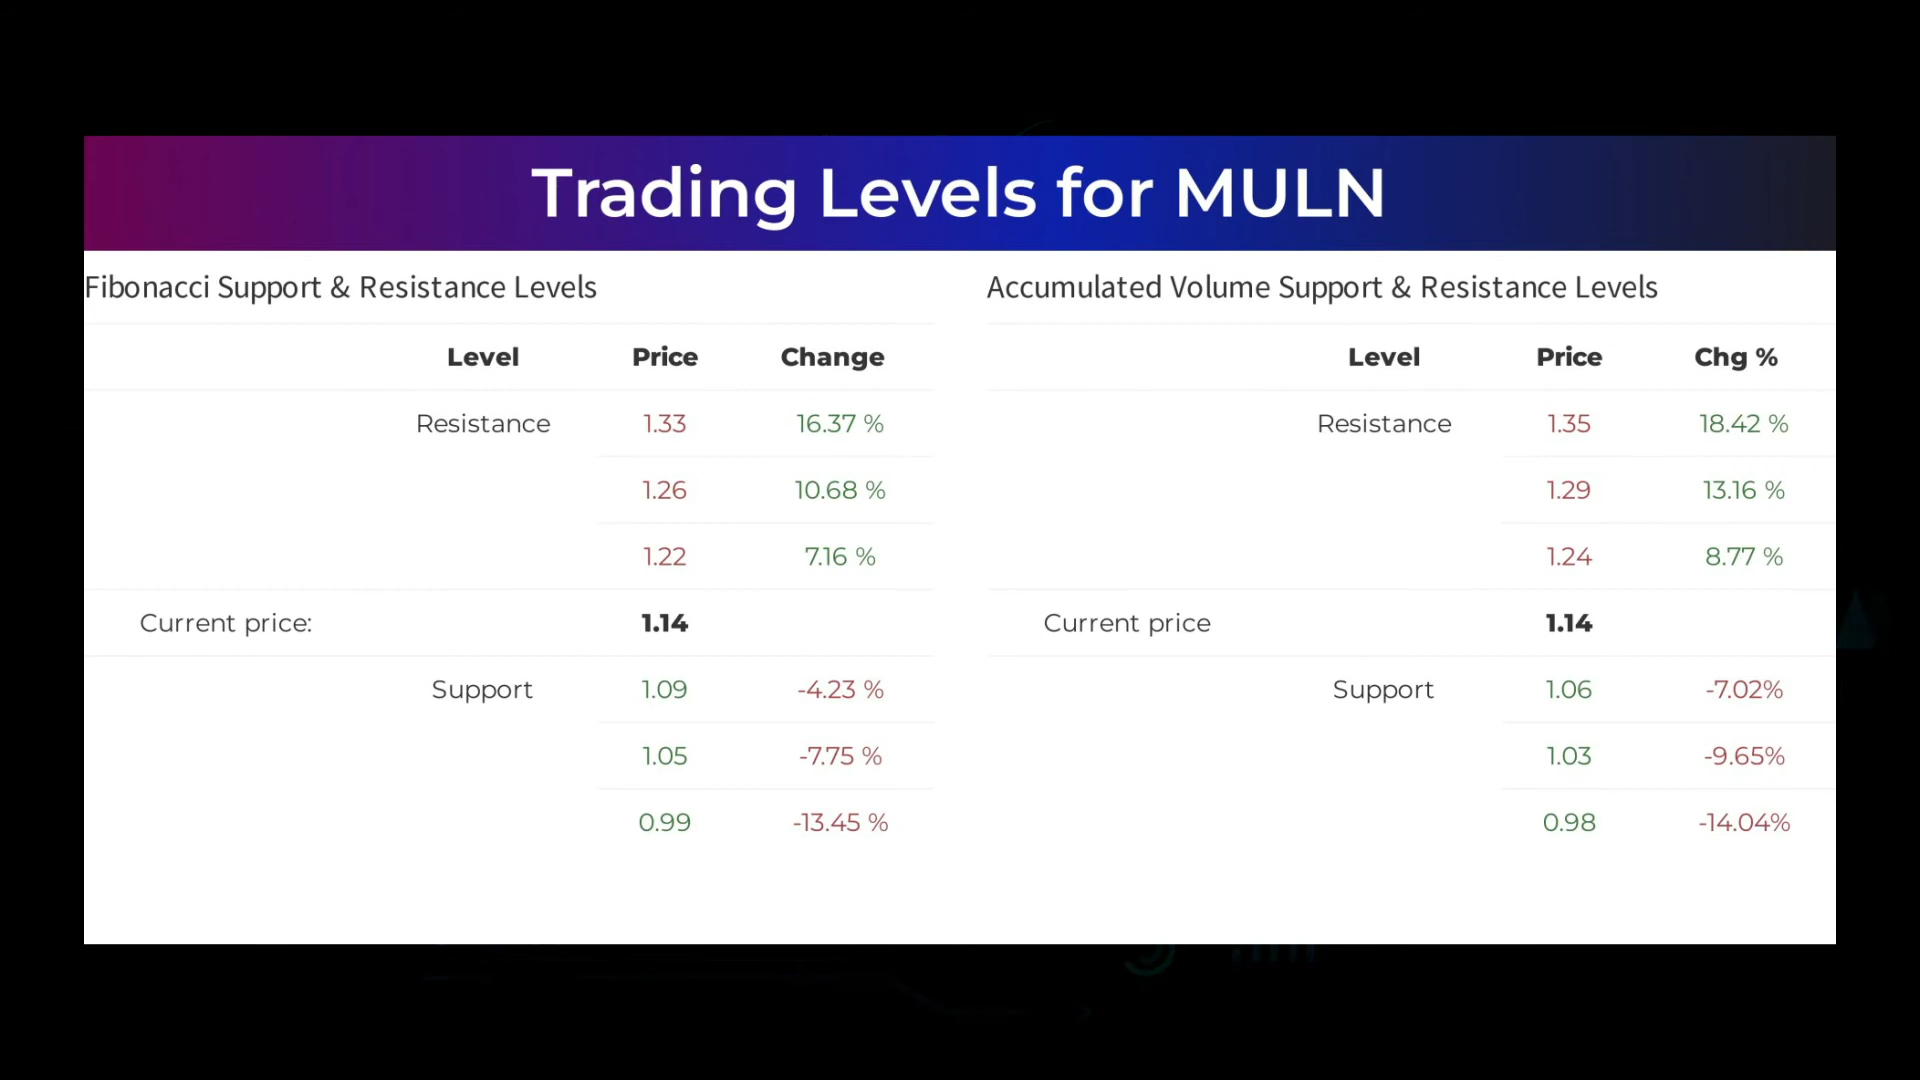 Trading Levels for MULN
Fibonacci Support & Resistance Levels
Level Price Change
Resistance 1.33 16.37 %
1.26 10.68 %
1.22 7.16 %
Current price: 1.14
Support 1.09 -4.23 %
1.05 -7.75 %
0.99 -13.45 %
Accumulated Volume Support & Resistance Levels
Level Price Chg %
Resistance 1.35 18.42 %
1.29 13.16 %
1.24 8.77 %
Current price 1.14
Support 1.06 -7.02%
1.03 -9.65%
0.98 -14.04%